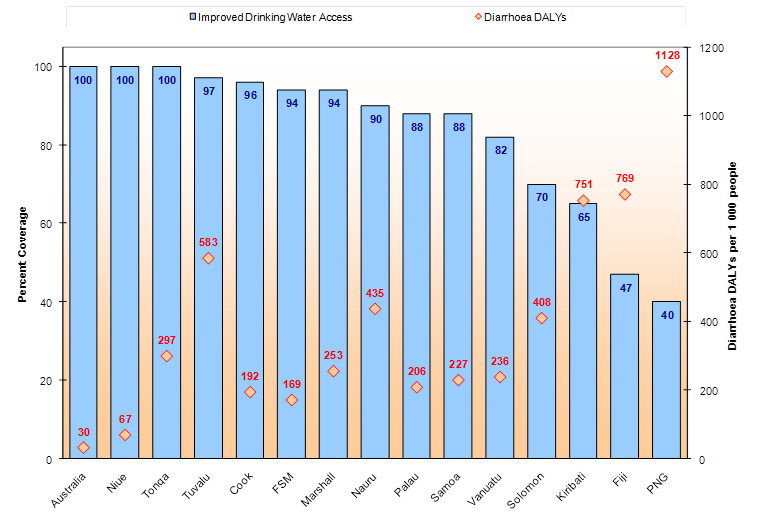 Improved Drinking Water Access Diarrhoea DALYs
Percent Coverage
100
80
60
40
20
0
100 100 100 97 96 94 94 90 88 88 82 70 65 47 40
30 67 297 583 192 169 253 435 206 227 236 408 751 769 1128
1200
1000
800
600
400
200
0
Diarrhoea DALYs per 1 000 people
Australia Niue Tonga Tuvalu Cook FSM Marshall Nauru Palau Samoa Vanuatu Solomon Kiribati Fiji PNG